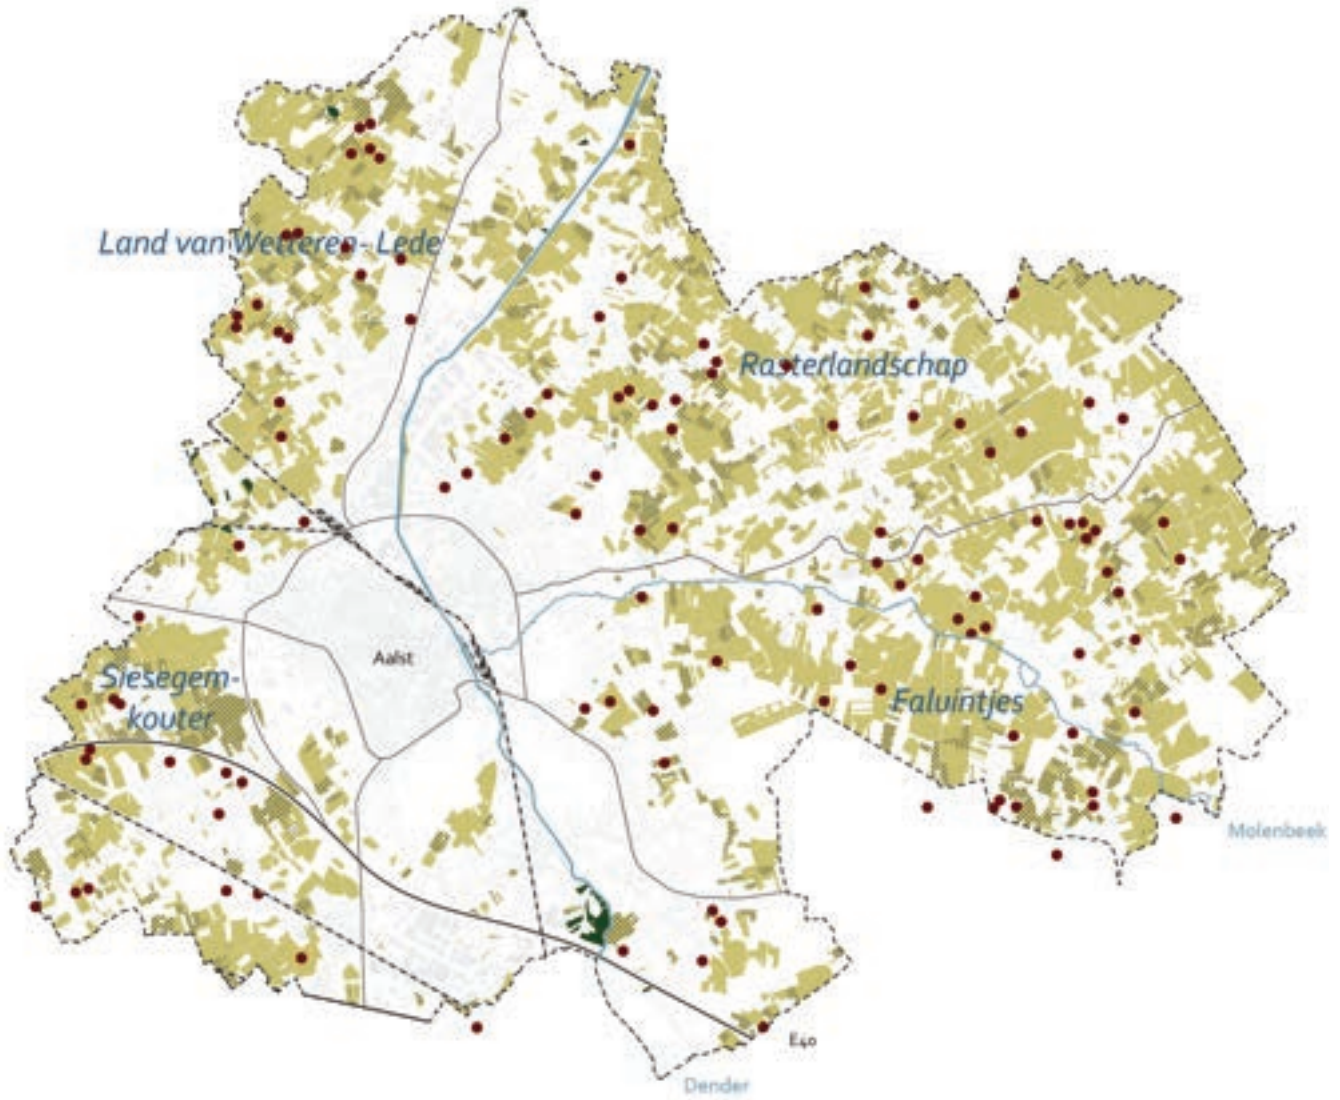 Land van Wetteren- Lede
Rasterlandschap
Aalst
Siesegem-
kouter
Faluintjes
Molenbeek
E40
Dender